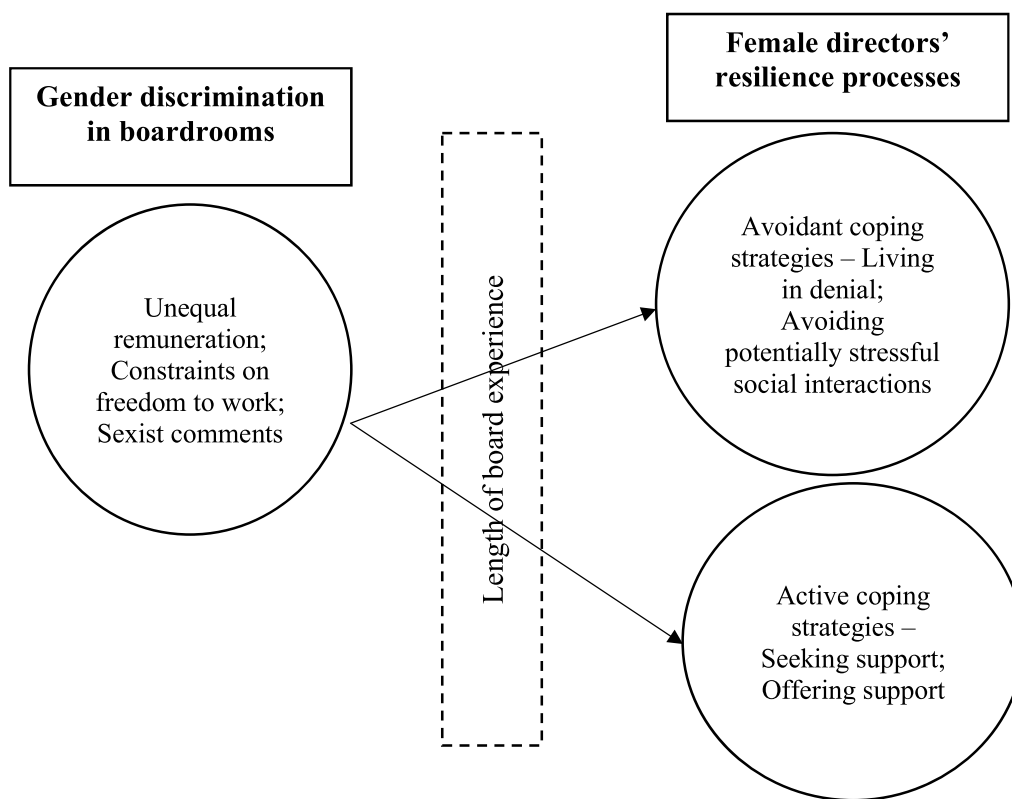 Gender discrimination
in boardrooms
Unequal
remuneration;
Constraints on
freedom to work;
Sexist comments
Length of board experience
Female directors’
resilience processes
Avoidant coping
strategies – Living
in denial;
Avoiding
potentially stressful
social interactions
Active coping
strategies –
Seeking support;
Offering support